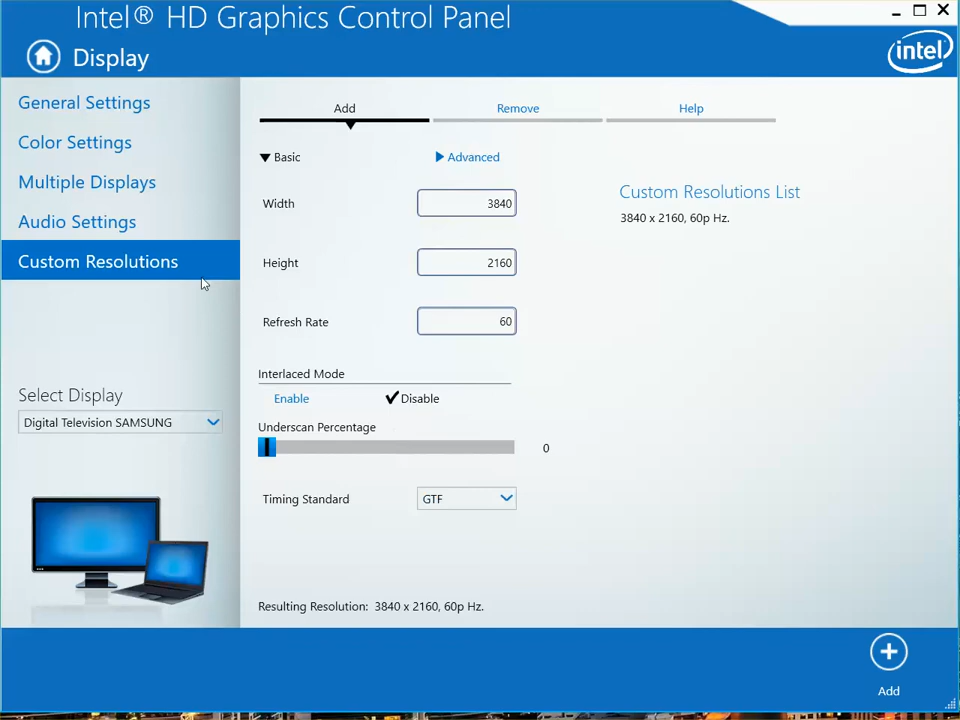 Intel® HD Graphics Control Panel
Display
intel
General Settings
Color Settings
Multiple Displays
Audio Settings
Custom Resolutions
Select Display
Digital Television SAMSUNG
Add
Remove
Help
Basic
Advanced
Width
3840
Height
2160
Refresh Rate
60
Interlaced Mode
Enable
Disable
Underscan Percentage
0
Timing Standard
GTF
Resulting Resolution: 3840 x 2160, 60p Hz.
Custom Resolutions List
3840 x 2160, 60p Hz.
Add